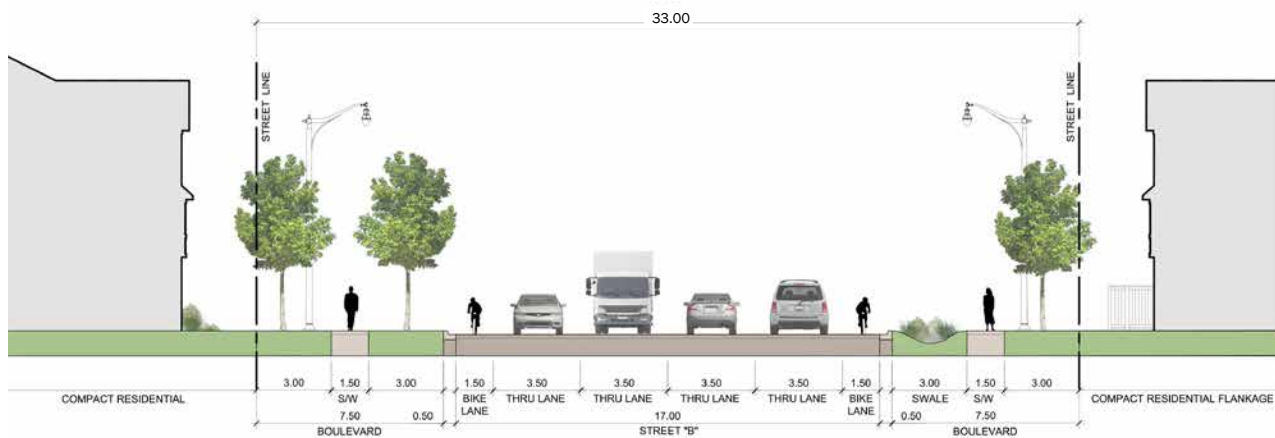 33.00
STREET LINE
STREET LINE
3.00 1.50 3.00 1.50 3.50 3.50 3.50 3.50 1.50 3.00 1.50 3.00
COMPACT RESIDENTIAL S/W BIKE LANE THRU LANE THRU LANE THRU LANE THRU LANE BIKE LANE SWALE S/W COMPACT RESIDENTIAL FLANKAGE
7.50 0.50 17.00 0.50 7.50
BOULEVARD STREET "B" BOULEVARD